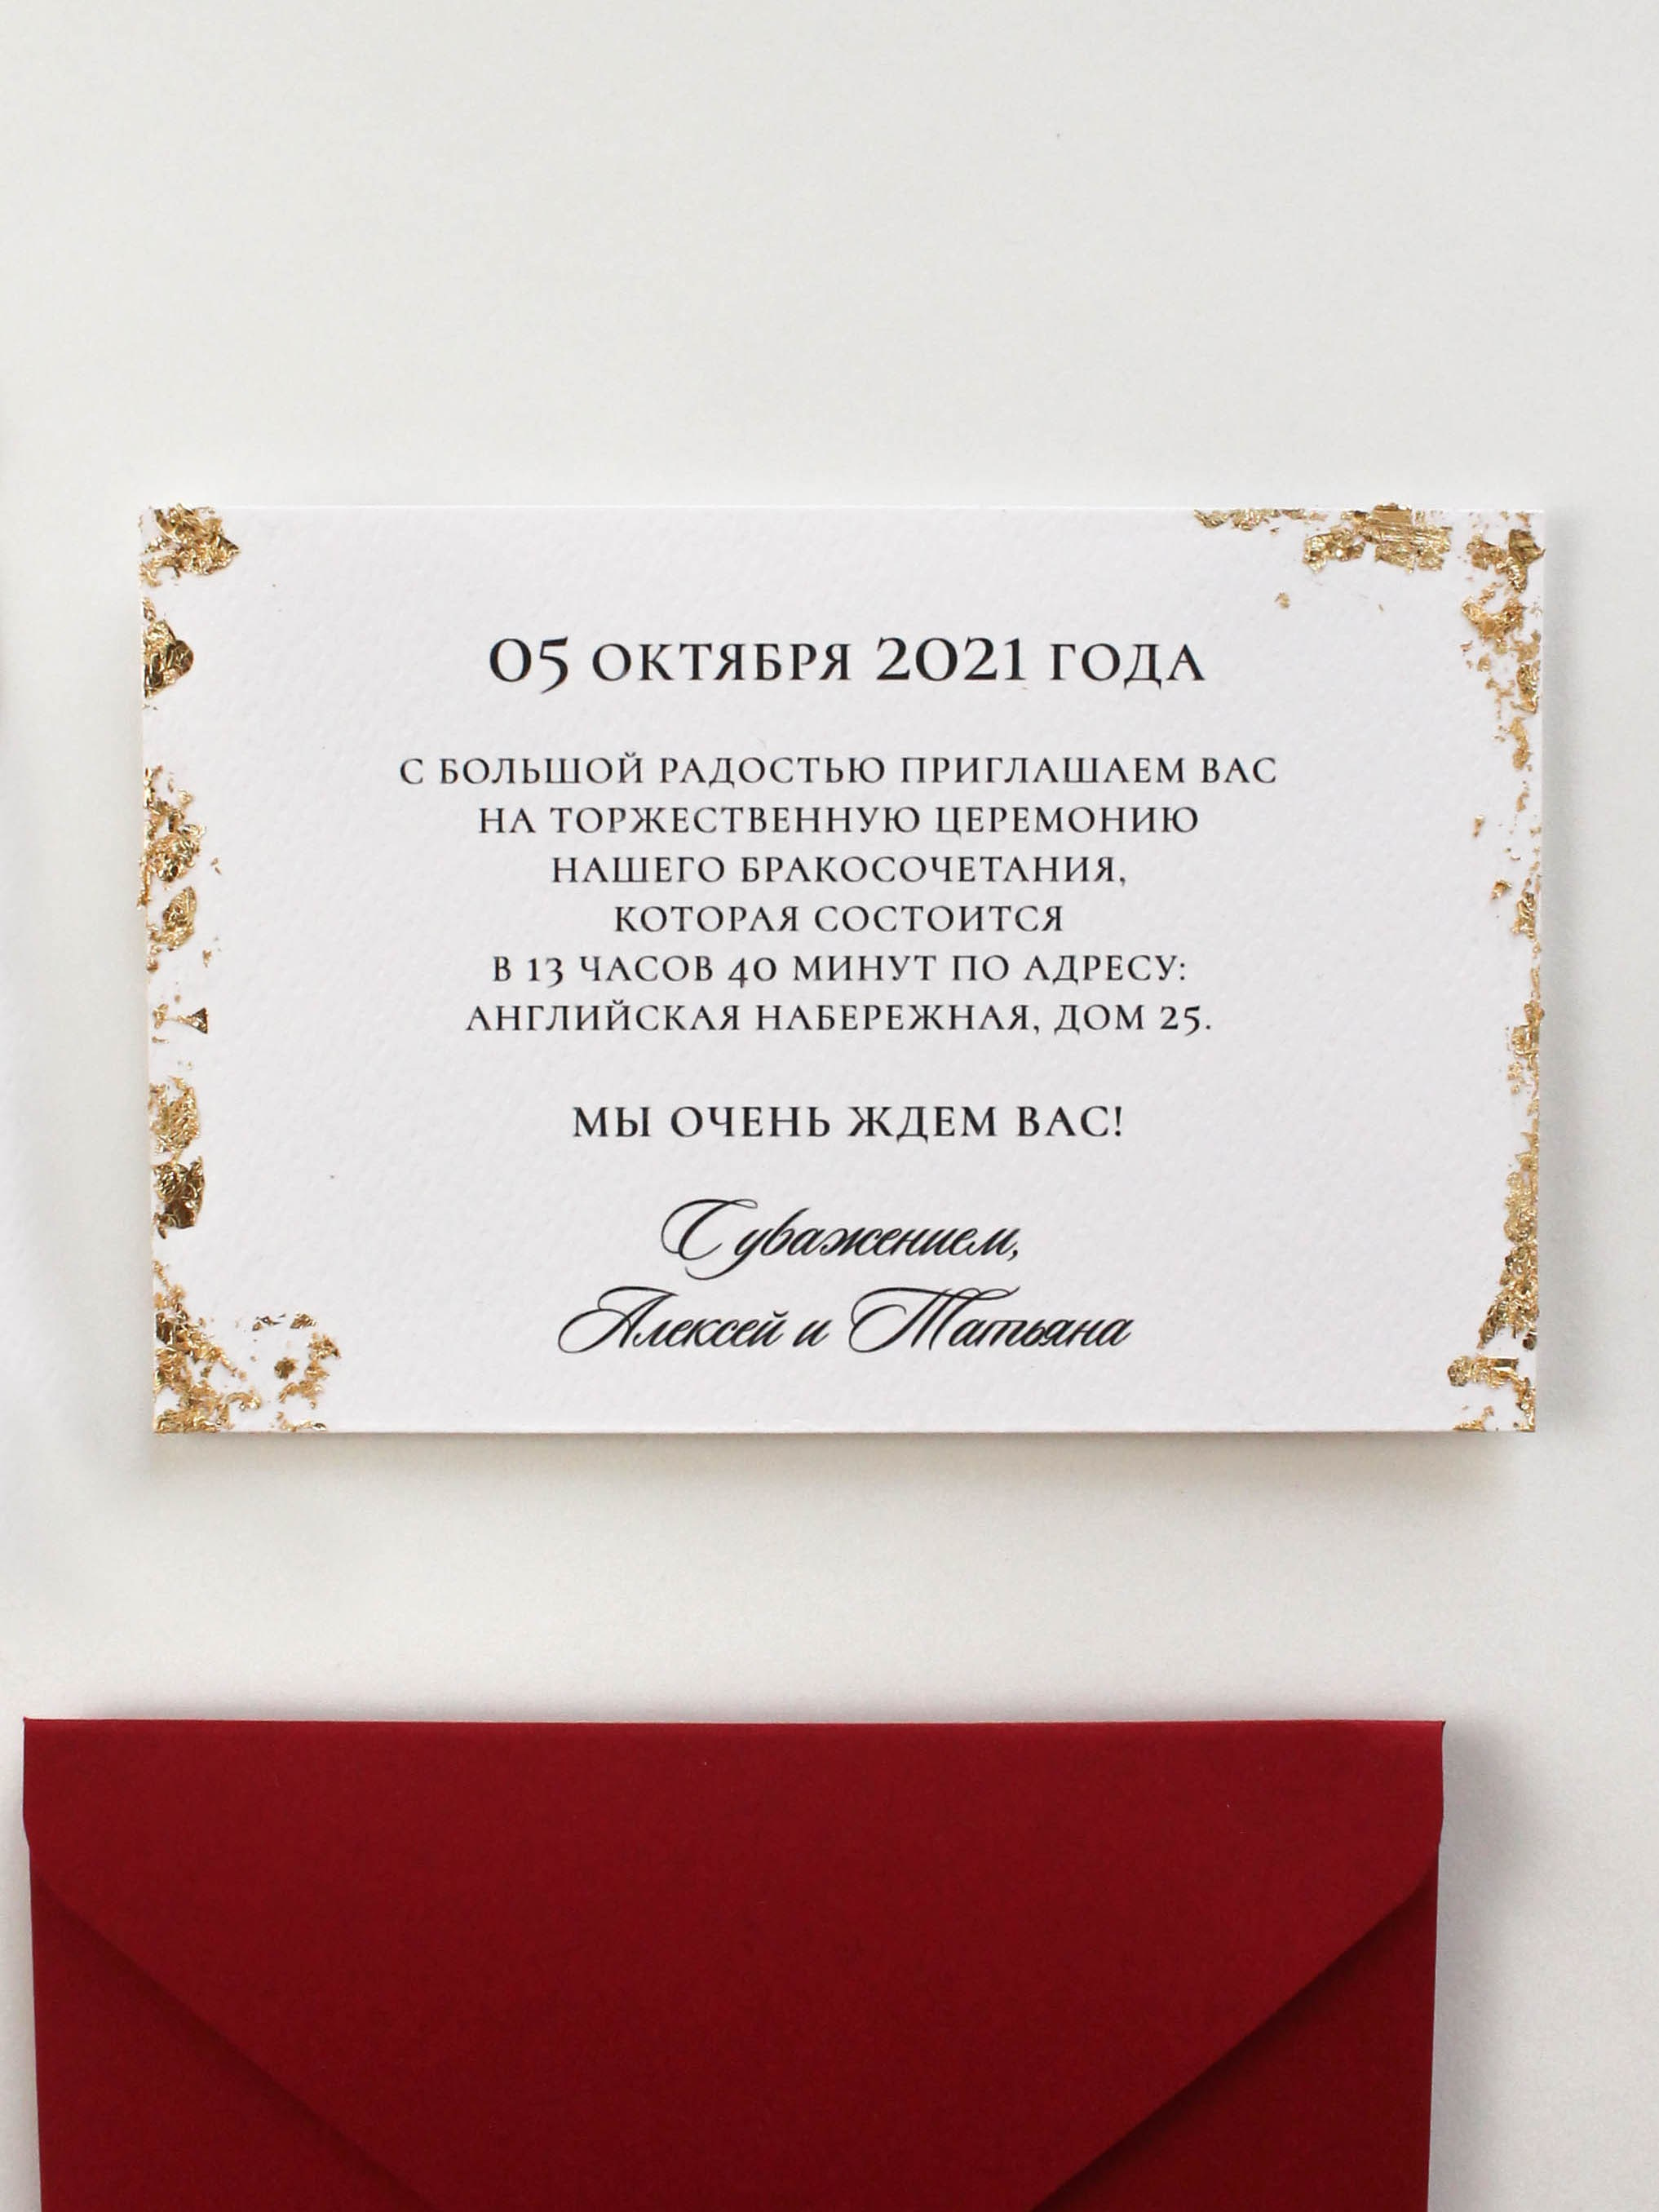 05 ОКТЯБРЯ 2021 ГОДА
С БОЛЬШОЙ РАДОСТЬЮ ПРИГЛАШАЕМ ВАС
НА ТОРЖЕСТВЕННУЮ ЦЕРЕМОНИЮ
НАШЕГО БРАКОСОЧЕТАНИЯ,
КОТОРАЯ СОСТОИТСЯ
В 13 ЧАСОВ 40 МИНУТ ПО АДРЕСУ:
АНГЛИЙСКАЯ НАБЕРЕЖНАЯ, ДОМ 25.
МЫ ОЧЕНЬ ЖДЕМ ВАС!
С уважением,
Алексей и Татьяна